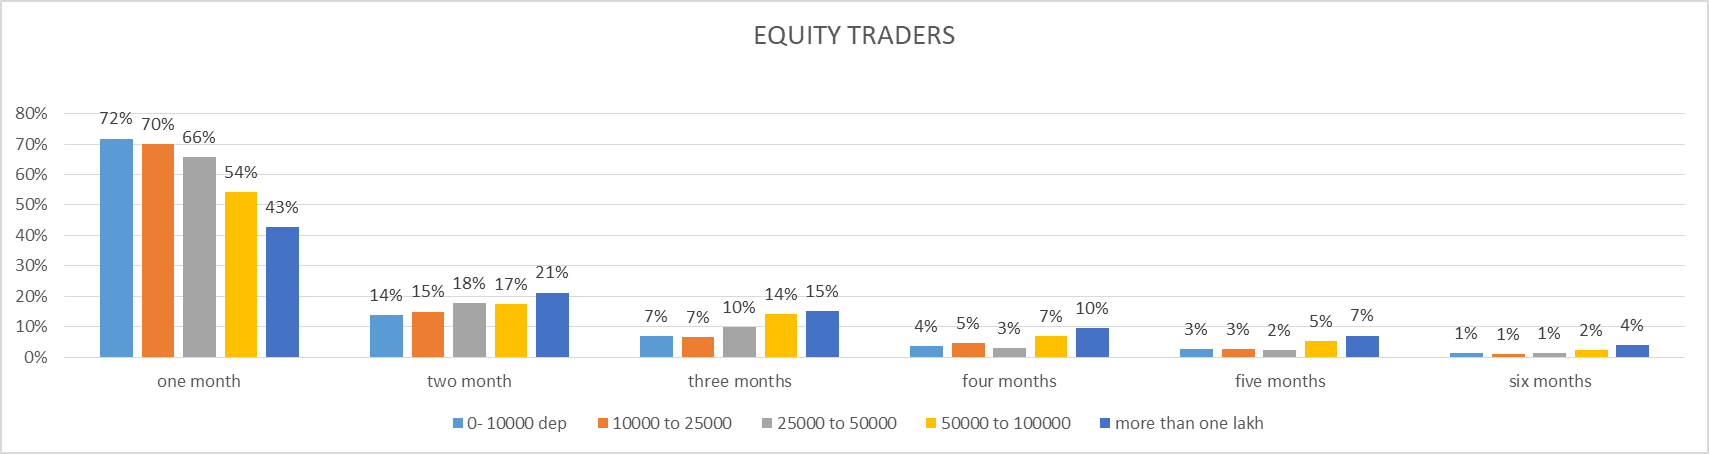 EQUITY TRADERS
80%
70%
60%
50%
40%
30%
20%
10%
0%
72% 70% 66% 54% 43%
14% 15% 18% 17% 21%
7% 7% 10% 14% 15%
4% 5% 3% 7% 10%
3% 3% 2% 5% 7%
1% 1% 1% 2% 4%
one month two month three months four months five months six months
0- 10000 dep 10000 to 25000 25000 to 50000 50000 to 100000 more than one lakh